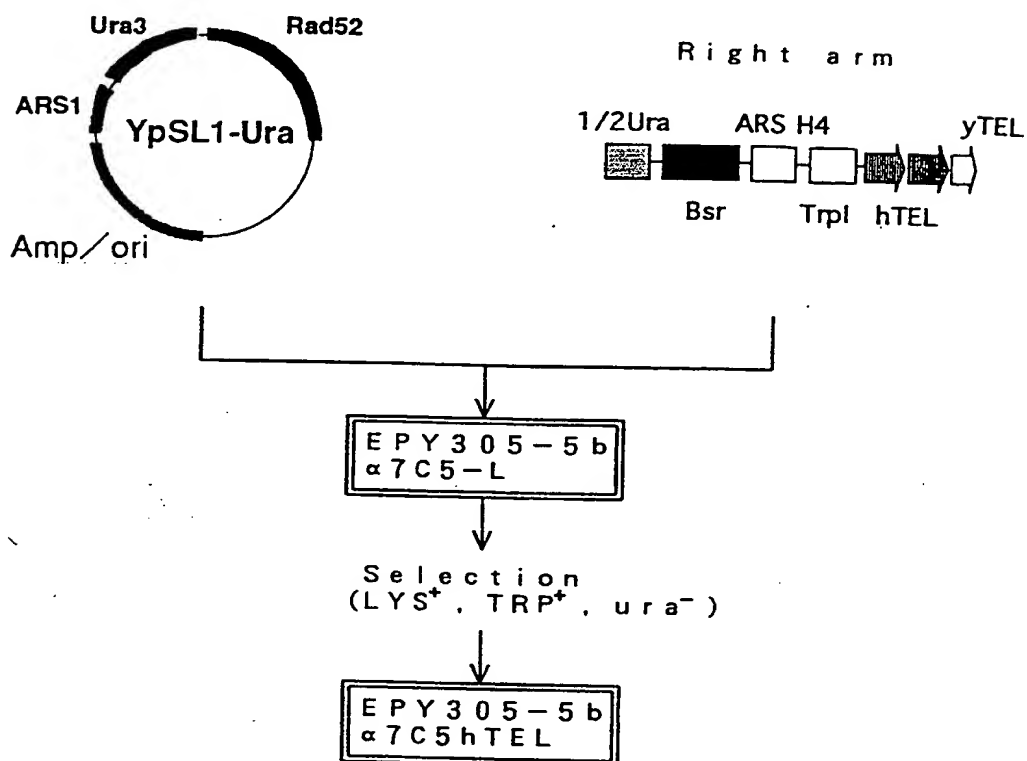 Ura3
Rad52
ARS1
YpSL1-Ura
Amp/ori
Right arm
1/2Ura
ARS H4
yTEL
Bsr
TrpI
hTEL
EPY305-5b
α7C5-L
Selection
(LYS⁺, TRP⁺, ura⁻)
EPY305-5b
α7C5hTEL